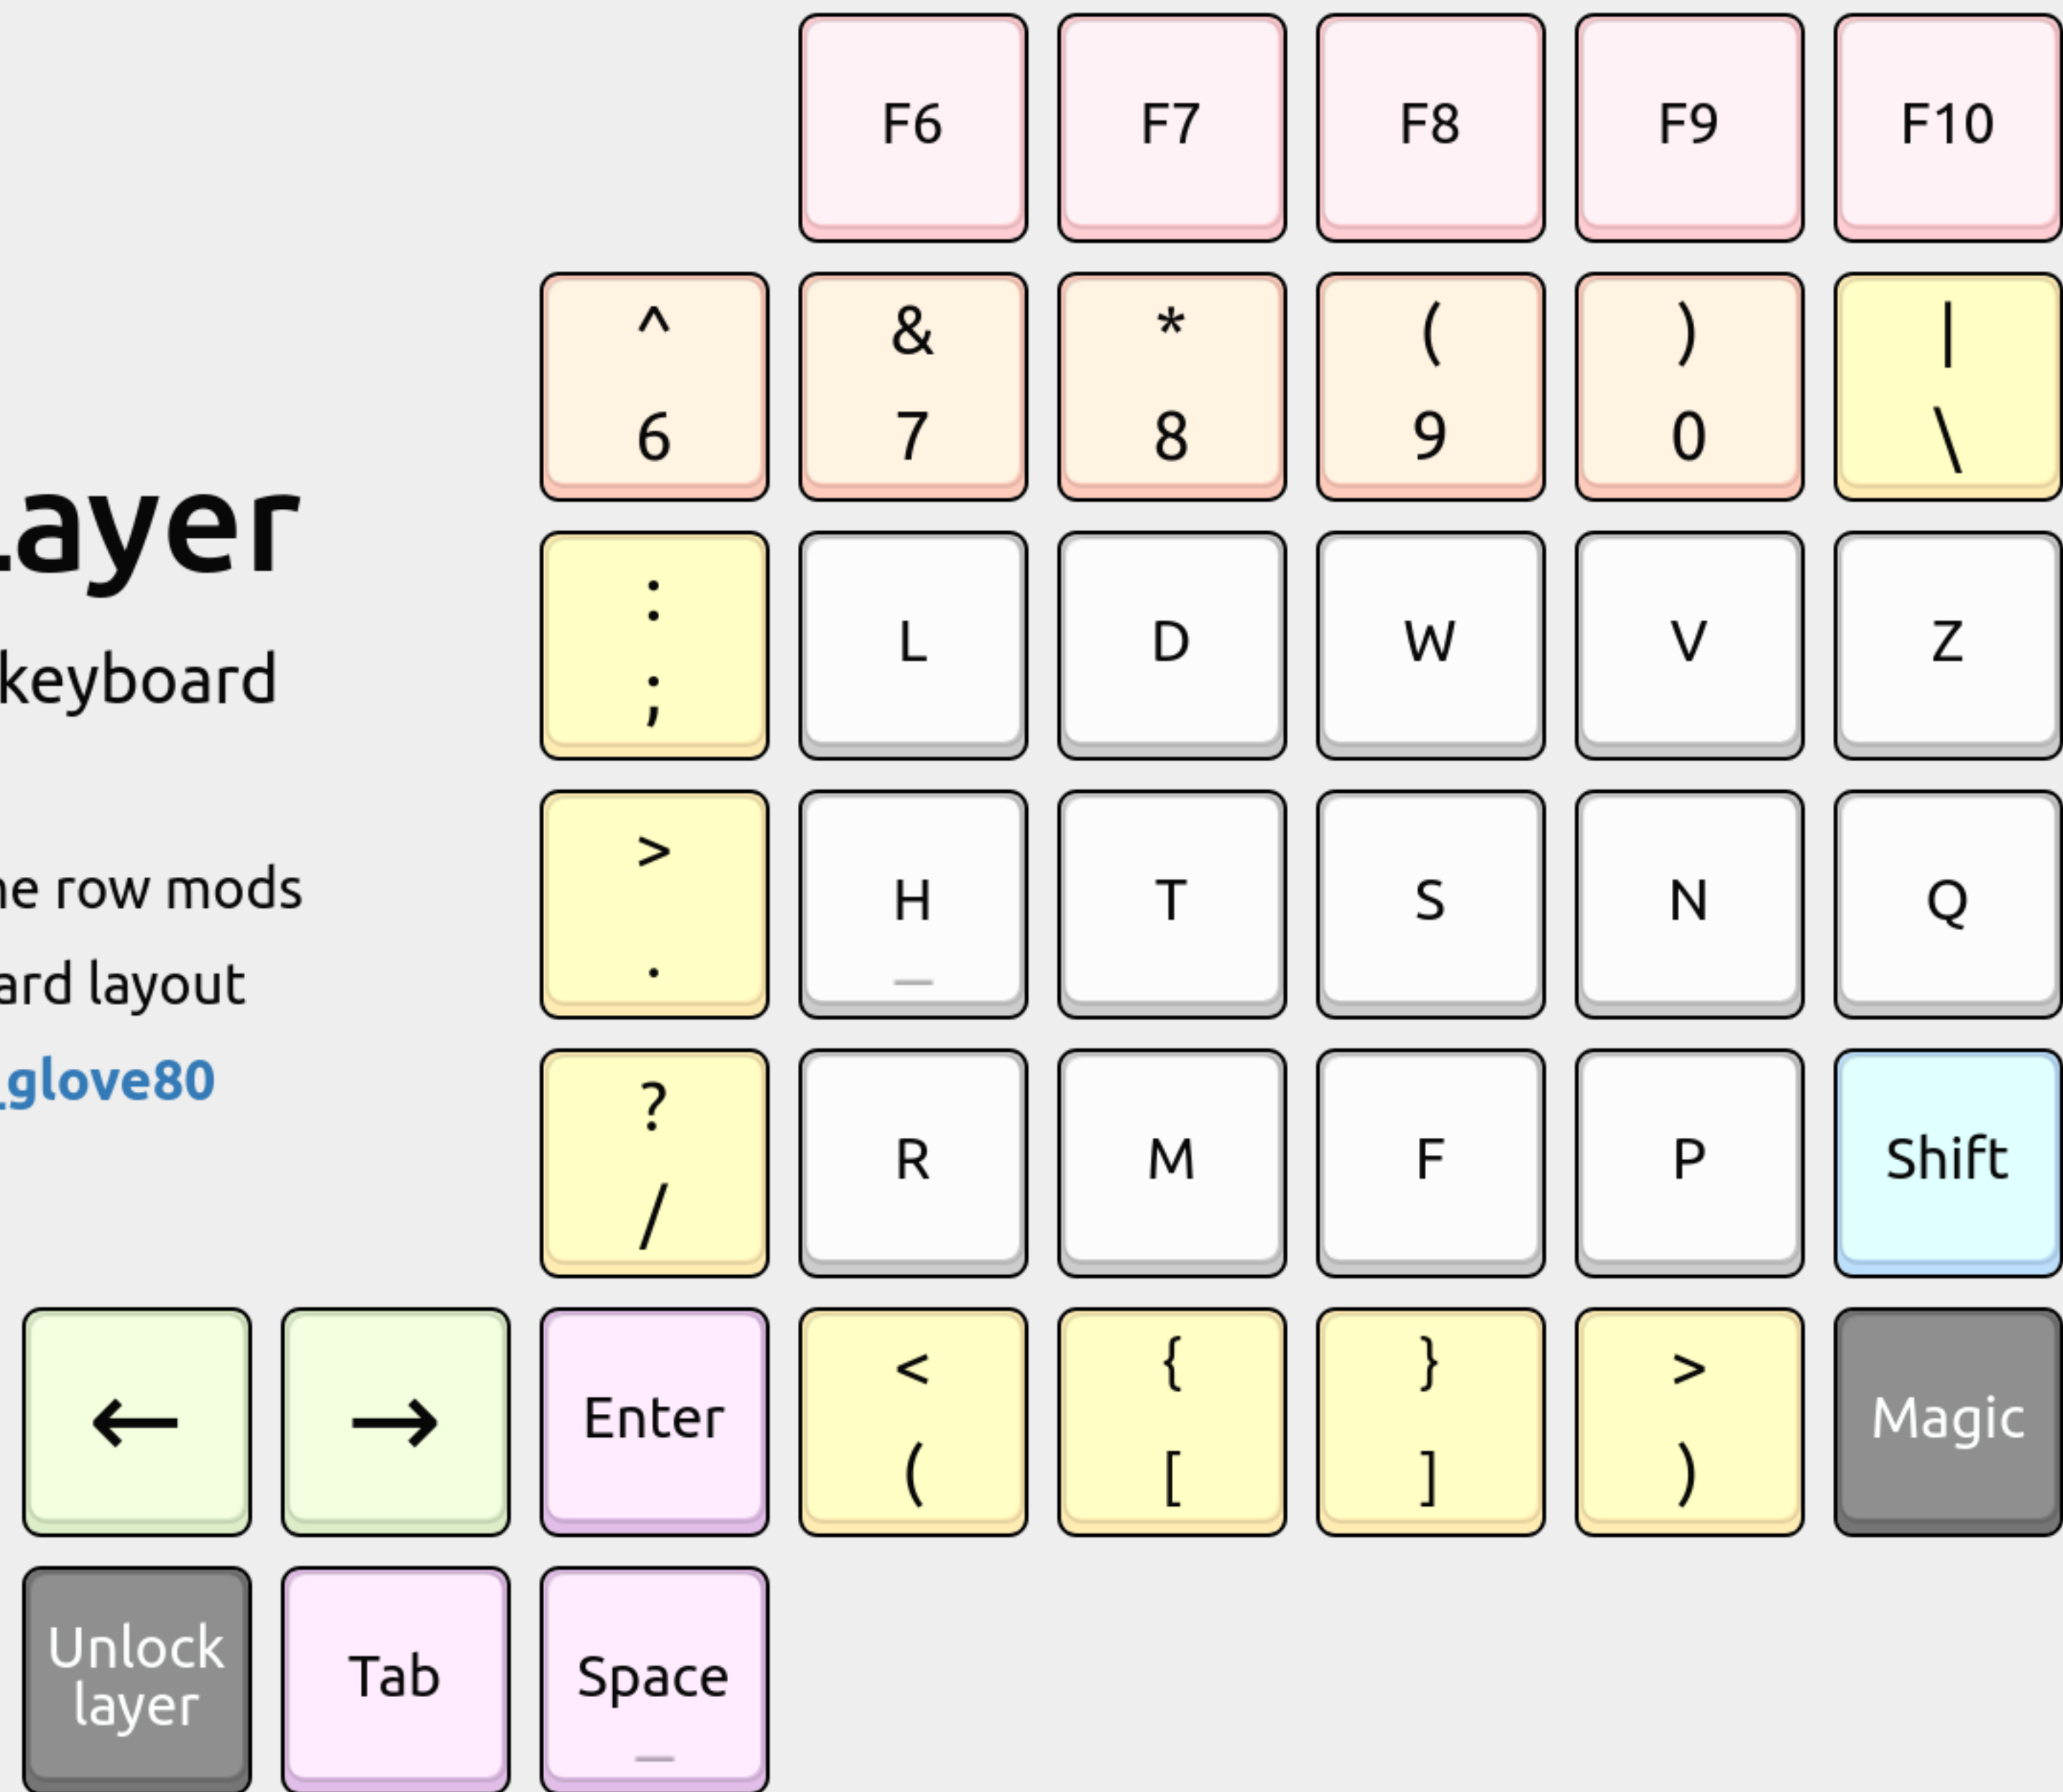 F6 F7 F8 F9 F10
^ & * ( ) |
6 7 8 9 0 \
ayer
: L D W V Z
;
keyboard
> H T S N Q
. _
e row mods
ard layout
_glove80
? R M F P Shift
/
← → Enter < { } > Magic
( [ ] )
Unlock
layer
Tab Space
_